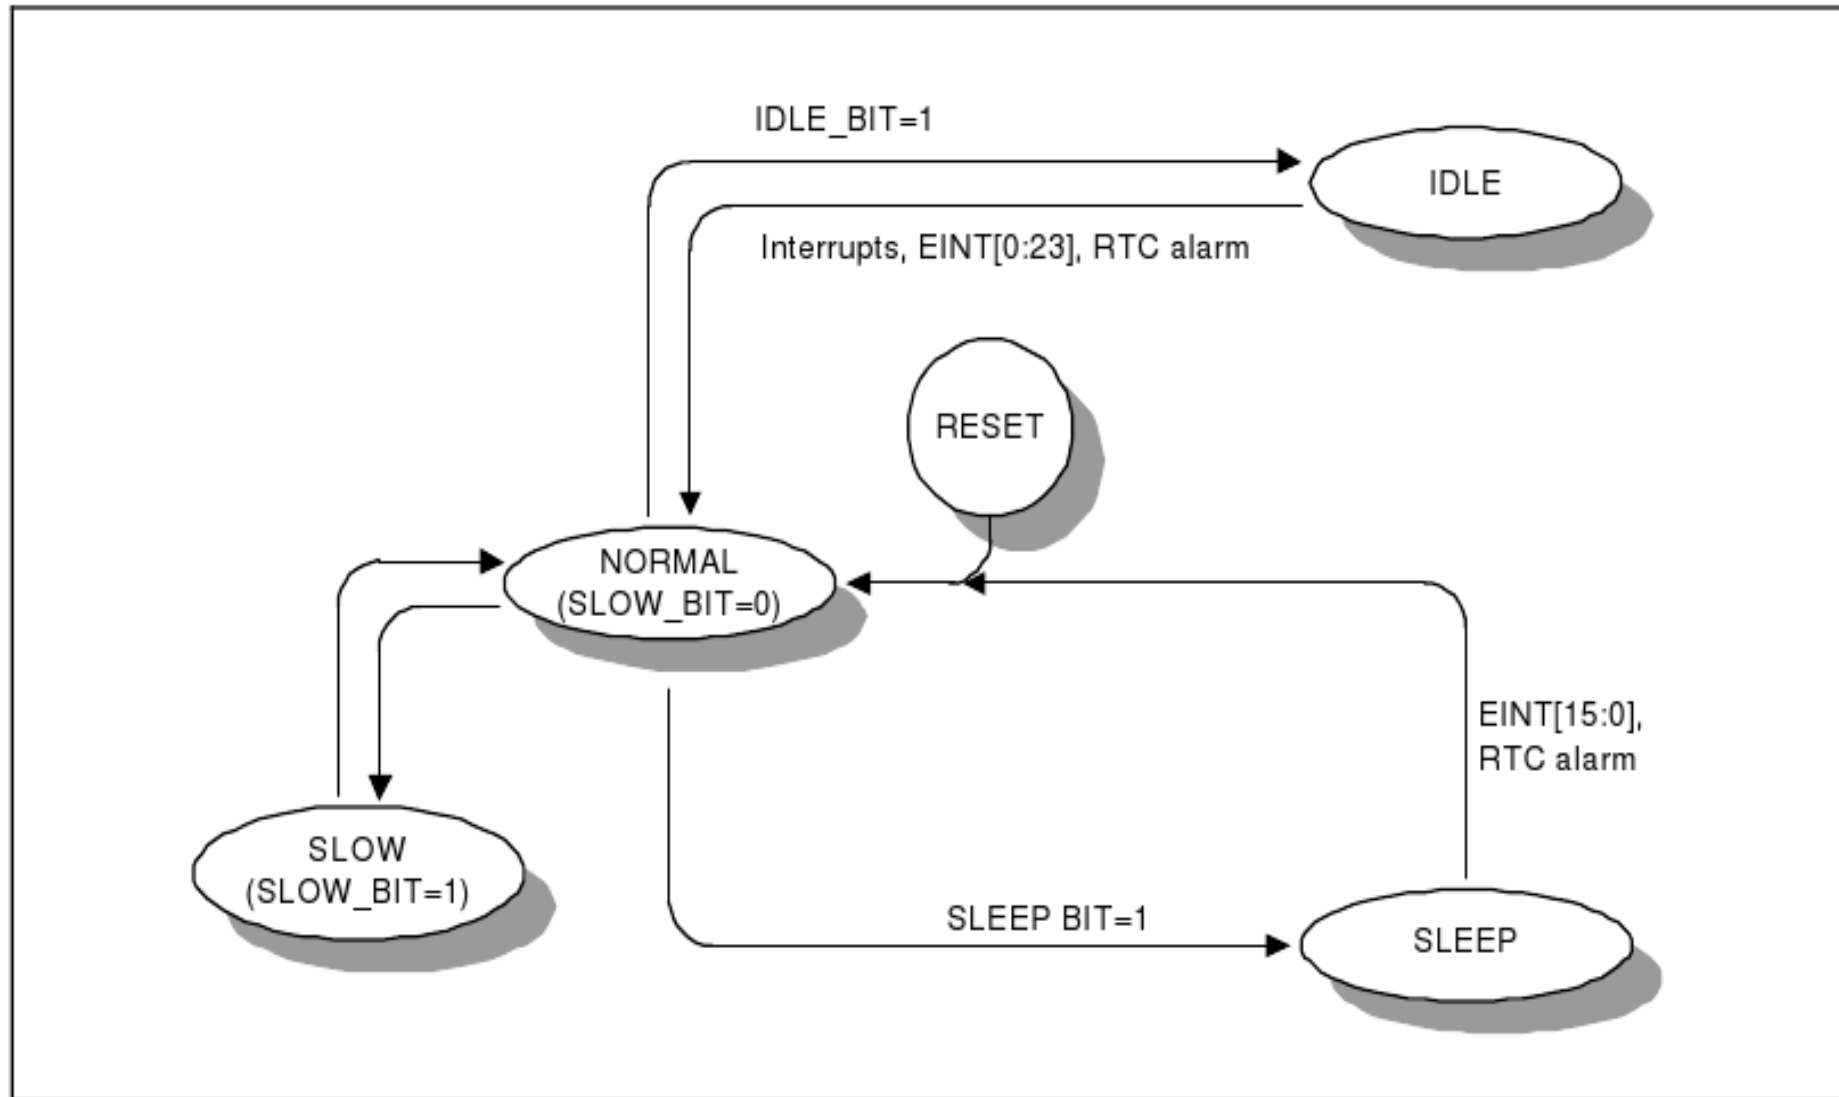 IDLE_BIT=1
IDLE
Interrupts, EINT[0:23], RTC alarm
RESET
NORMAL
(SLOW_BIT=0)
EINT[15:0],
RTC alarm
SLOW
(SLOW_BIT=1)
SLEEP BIT=1
SLEEP